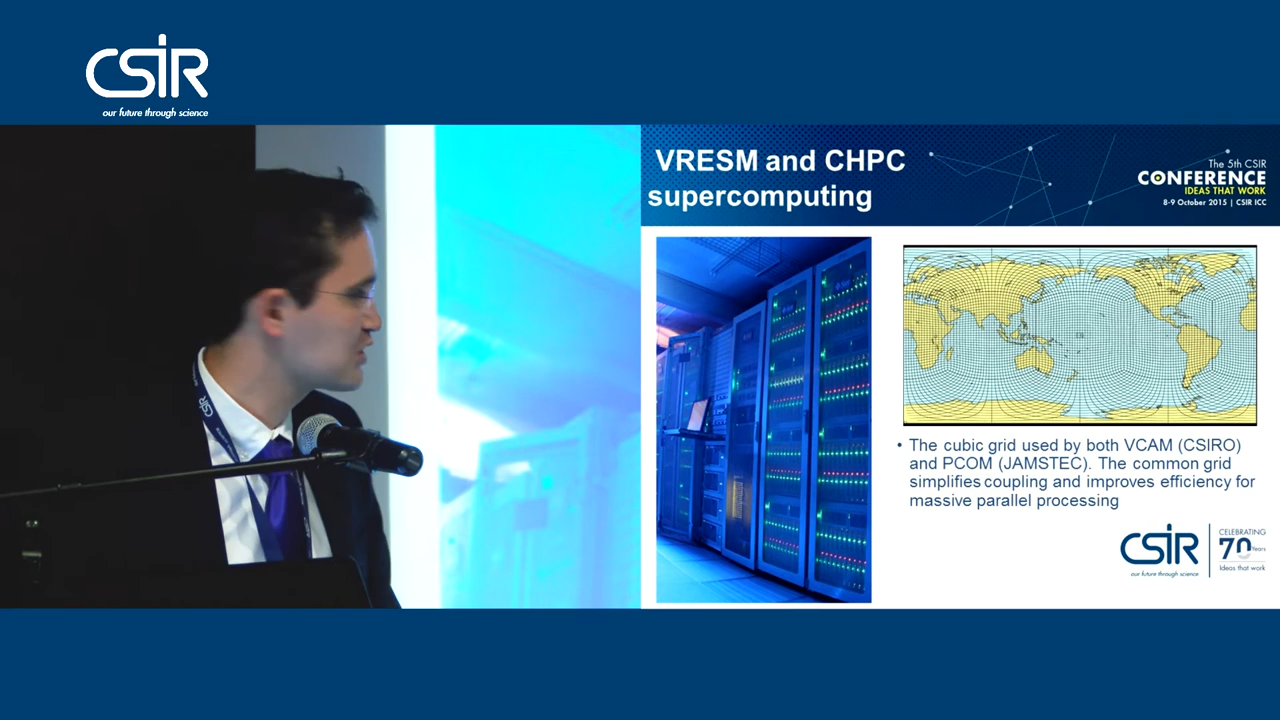 CSIR
our future through science
VRESM and CHPC
supercomputing
The 5th CSIR
CONFERENCE
IDEAS THAT WORK
8-9 October 2015 | CSIR ICC
• The cubic grid used by both VCAM (CSIRO)
and PCOM (JAMSTEC). The common grid
simplifies coupling and improves efficiency for
massive parallel processing
CSIR
our future through science
CELEBRATING
70 Years
Ideas that work
CSIR